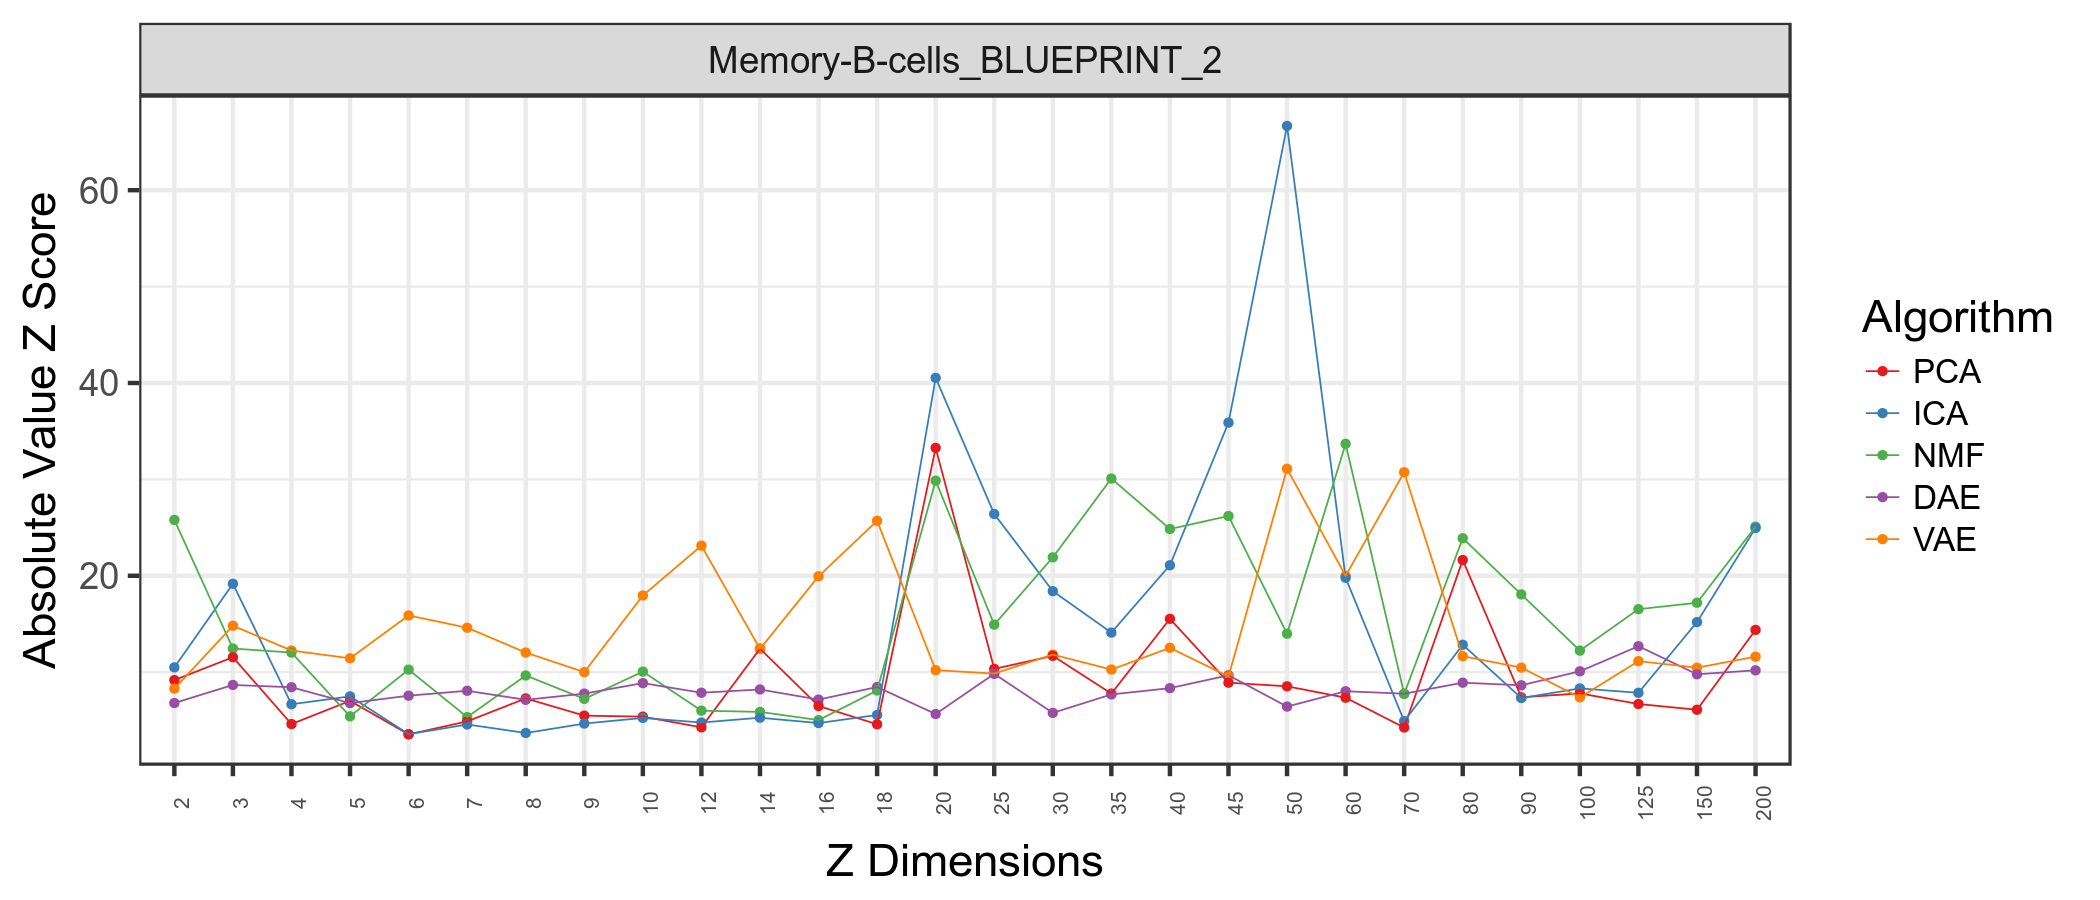 Memory-B-cells_BLUEPRINT_2
Absolute Value Z Score
60
40
20
2 3 4 5 6 7 8 9 10 12 14 16 18 20 25 30 35 40 45 50 60 70 80 90 100 125 150 200
Z Dimensions
Algorithm
PCA
ICA
NMF
DAE
VAE